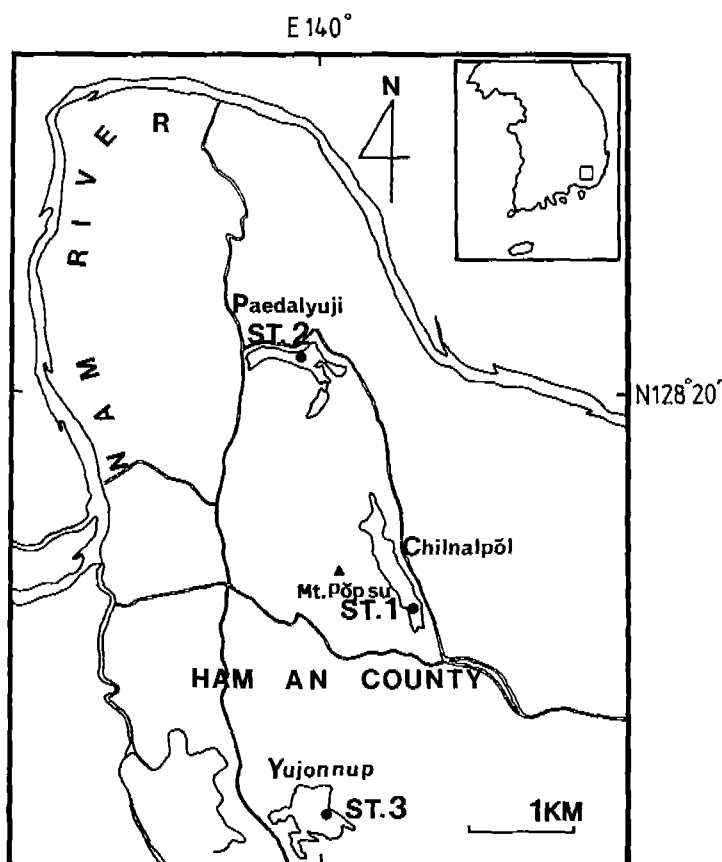 E 140°
N
NAM RIVER
Paedalyuji
ST.2
N128°20′
Chilnalpŏl
Mt. pŏpsu
ST.1
HAM AN COUNTY
Yujonnup
ST.3
1KM